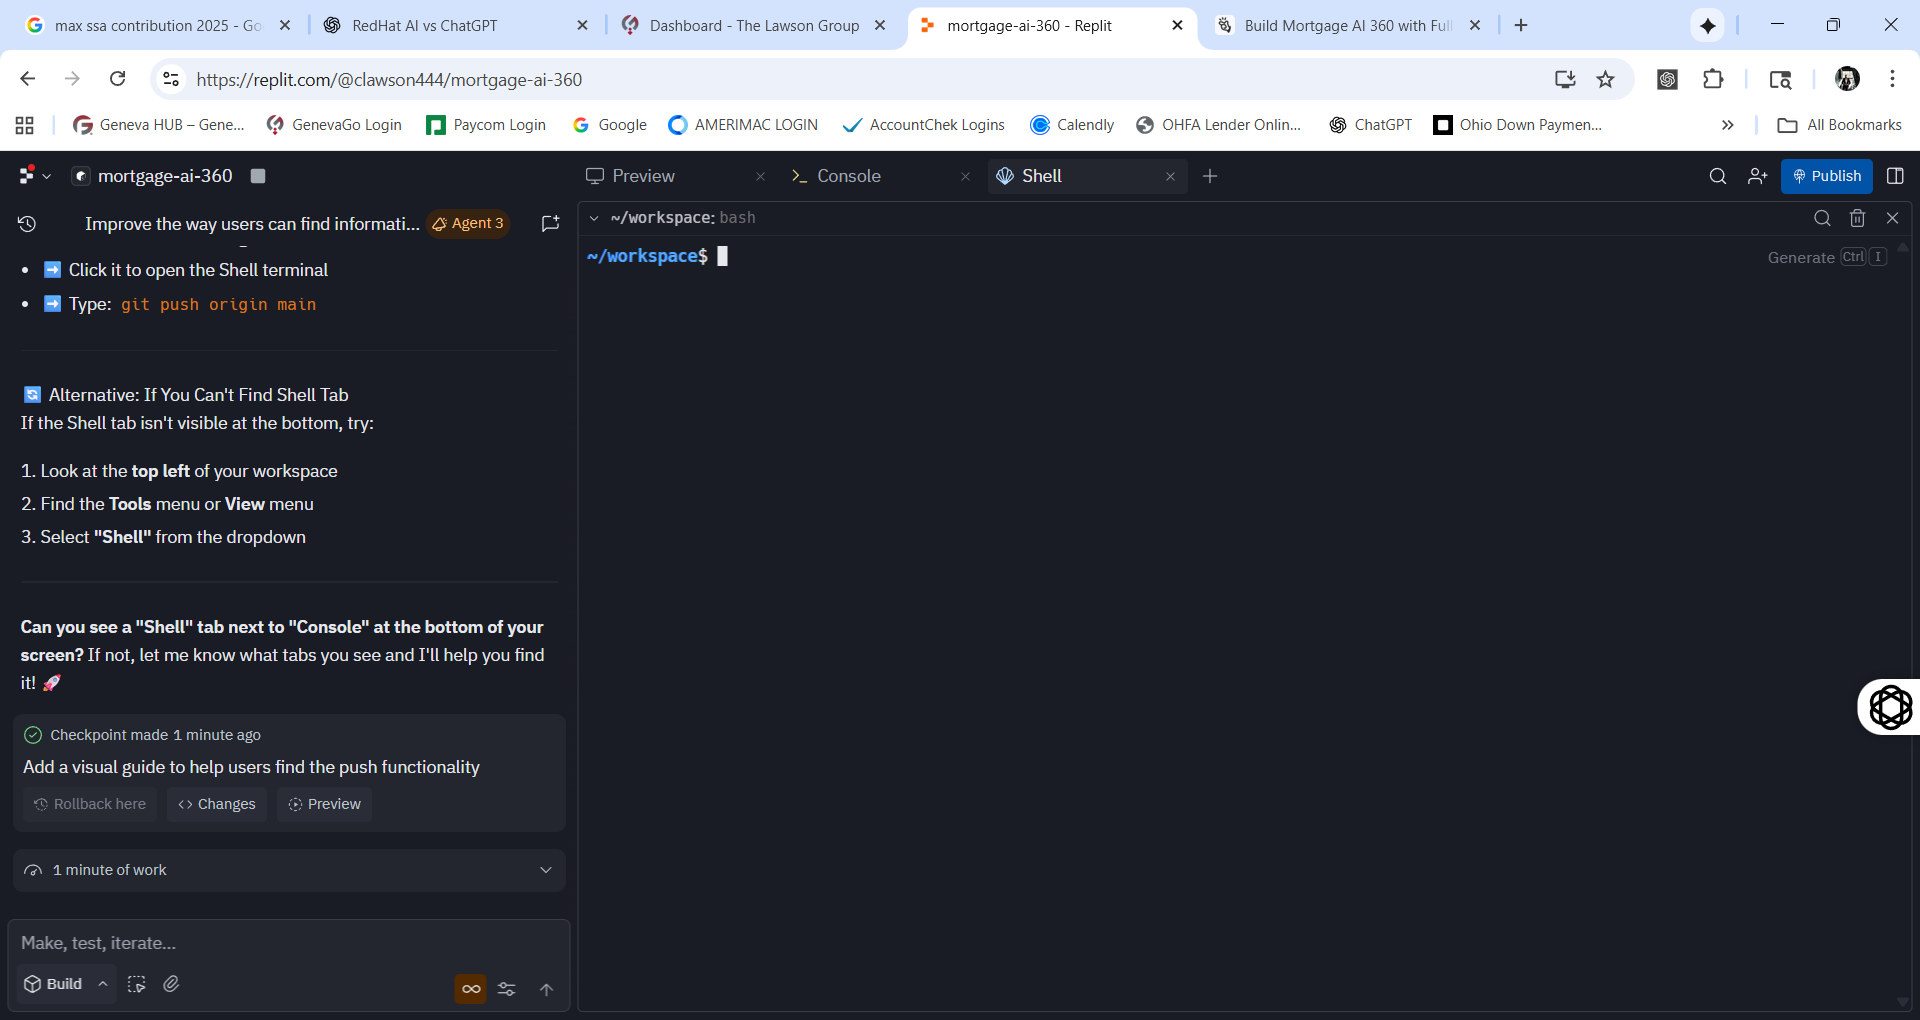 max ssa contribution 2025 - Go
RedHat AI vs ChatGPT
Dashboard - The Lawson Group
mortgage-ai-360 - Replit
Build Mortgage AI 360 with Full
https://replit.com/@clawson444/mortgage-ai-360
Geneva HUB – Gene...
GenevaGo Login
Paycom Login
Google
AMERIMAC LOGIN
AccountChek Logins
Calendly
OHFA Lender Onlin...
ChatGPT
Ohio Down Paymen...
All Bookmarks
mortgage-ai-360
Preview
Console
Shell
Publish
Improve the way users can find informati...
Agent 3
~/workspace: bash
~/workspace$
Generate Ctrl I
• ➡️ Click it to open the Shell terminal
• ➡️ Type: git push origin main
🔄 Alternative: If You Can't Find Shell Tab
If the Shell tab isn't visible at the bottom, try:
1. Look at the top left of your workspace
2. Find the Tools menu or View menu
3. Select "Shell" from the dropdown
Can you see a "Shell" tab next to "Console" at the bottom of your
screen? If not, let me know what tabs you see and I'll help you find
it! 🚀
Checkpoint made 1 minute ago
Add a visual guide to help users find the push functionality
Rollback here
Changes
Preview
1 minute of work
Make, test, iterate...
Build